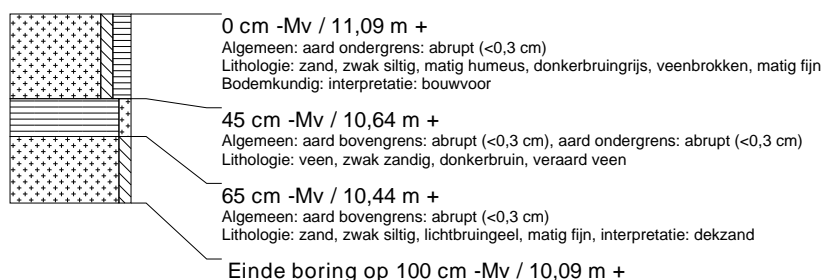 0 cm -Mv / 11,09 m +
Algemeen: aard ondergrens: abrupt (<0,3 cm)
Lithologie: zand, zwak siltig, matig humeus, donkerbruingrijs, veenbrokken, matig fijn
Bodemkundig: interpretatie: bouwvoor
45 cm -Mv / 10,64 m +
Algemeen: aard bovengrens: abrupt (<0,3 cm), aard ondergrens: abrupt (<0,3 cm)
Lithologie: veen, zwak zandig, donkerbruin, veraard veen
65 cm -Mv / 10,44 m +
Algemeen: aard bovengrens: abrupt (<0,3 cm)
Lithologie: zand, zwak siltig, lichtbruingeel, matig fijn, interpretatie: dekzand
Einde boring op 100 cm -Mv / 10,09 m +